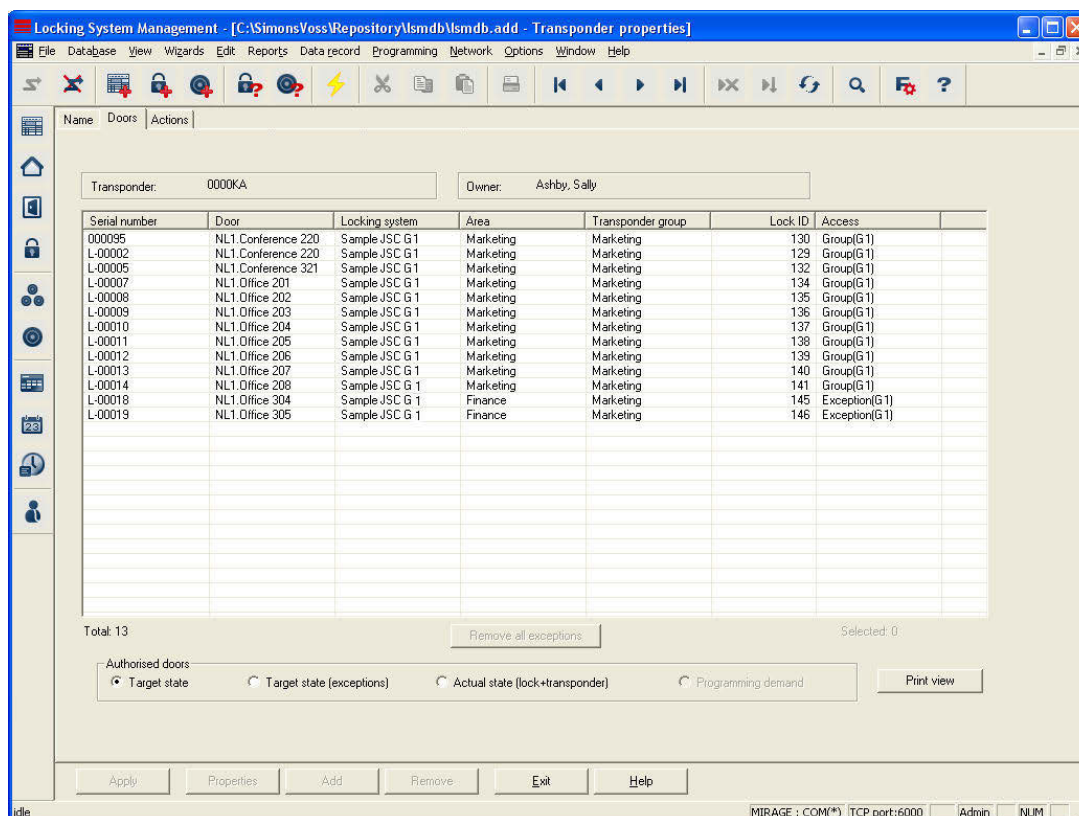 Locking System Management - [C:\SimonsVoss\Repository\lsmdb\lsmdb.add - Transponder properties]
File Database View Wizards Edit Reports Data record Programming Network Options Window Help
Name Doors Actions
Transponder: 0000KA Owner: Ashby, Sally
Serial number Door Locking system Area Transponder group Lock ID Access
000095 NL1.Conference 220 Sample JSC G1 Marketing Marketing 130 Group(G1)
L-00002 NL1.Conference 220 Sample JSC G1 Marketing Marketing 129 Group(G1)
L-00005 NL1.Conference 321 Sample JSC G1 Marketing Marketing 132 Group(G1)
L-00007 NL1.Office 201 Sample JSC G 1 Marketing Marketing 134 Group(G1)
L-00008 NL1.Office 202 Sample JSC G 1 Marketing Marketing 135 Group(G1)
L-00009 NL1.Office 203 Sample JSC G 1 Marketing Marketing 136 Group(G1)
L-00010 NL1.Office 204 Sample JSC G 1 Marketing Marketing 137 Group(G1)
L-00011 NL1.Office 205 Sample JSC G 1 Marketing Marketing 138 Group(G1)
L-00012 NL1.Office 206 Sample JSC G 1 Marketing Marketing 139 Group(G1)
L-00013 NL1.Office 207 Sample JSC G 1 Marketing Marketing 140 Group(G1)
L-00014 NL1.Office 208 Sample JSC G 1 Marketing Marketing 141 Group(G1)
L-00018 NL1.Office 304 Sample JSC G 1 Finance Marketing 145 Exception(G1)
L-00019 NL1.Office 305 Sample JSC G 1 Finance Marketing 146 Exception(G1)
Total: 13 Remove all exceptions Selected: 0
Authorised doors
Target state Target state (exceptions) Actual state (lock+transponder) Programming demand Print view
Apply Properties Add Remove Exit Help
idle MIRAGE : COM(*) TCP port:6000 Admin NUM